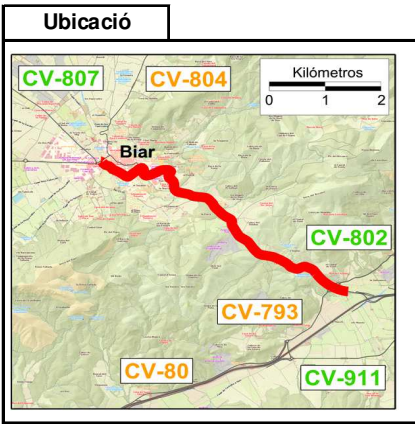 Ubicació
CV-807
CV-804
Kilómetros
0 1 2
Biar
CV-802
CV-793
CV-80
CV-911